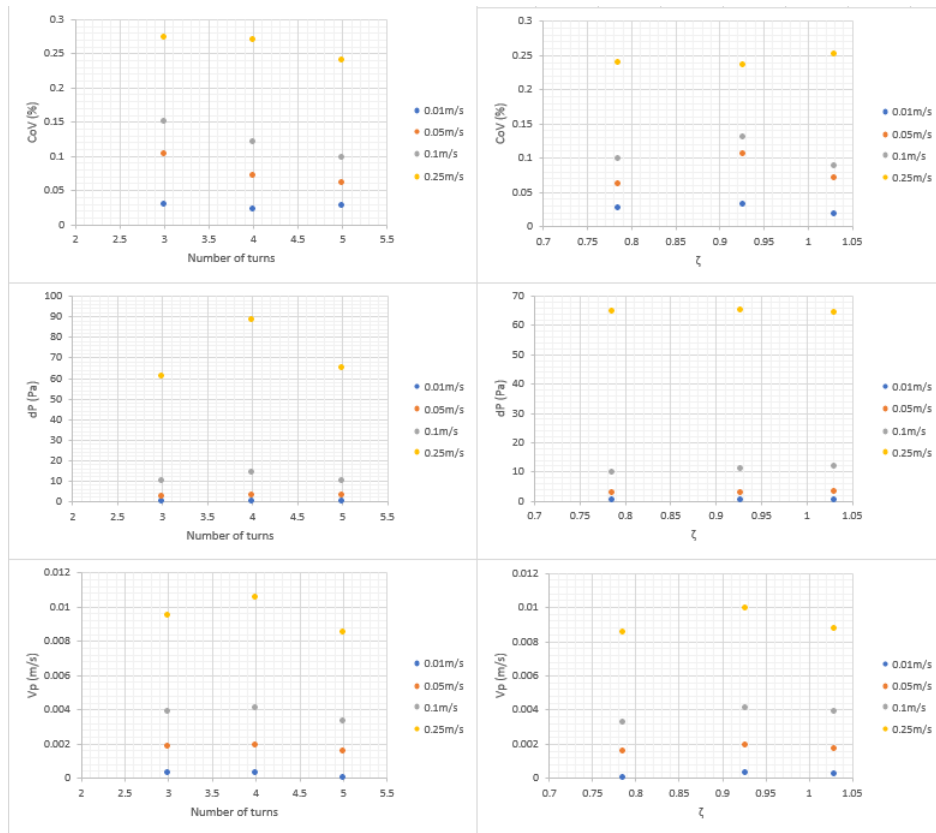 0.3
0.25
0.2
0.15
0.1
0.05
0
CoV (%)
2 2.5 3 3.5 4 4.5 5 5.5
Number of turns
0.01m/s
0.05m/s
0.1m/s
0.25m/s
0.3
0.25
0.2
0.15
0.1
0.05
0
CoV (%)
0.7 0.75 0.8 0.85 0.9 0.95 1 1.05
ζ
0.01m/s
0.05m/s
0.1m/s
0.25m/s
100
90
80
70
60
50
40
30
20
10
0
dP (Pa)
2 2.5 3 3.5 4 4.5 5 5.5
Number of turns
0.01m/s
0.05m/s
0.1m/s
0.25m/s
70
60
50
40
30
20
10
0
dP (Pa)
0.7 0.75 0.8 0.85 0.9 0.95 1 1.05
ζ
0.01m/s
0.05m/s
0.1m/s
0.25m/s
0.012
0.01
0.008
0.006
0.004
0.002
0
Vp (m/s)
2 2.5 3 3.5 4 4.5 5 5.5
Number of turns
0.01m/s
0.05m/s
0.1m/s
0.25m/s
0.012
0.01
0.008
0.006
0.004
0.002
0
Vp (m/s)
0.7 0.75 0.8 0.85 0.9 0.95 1 1.05
ζ
0.01m/s
0.05m/s
0.1m/s
0.25m/s